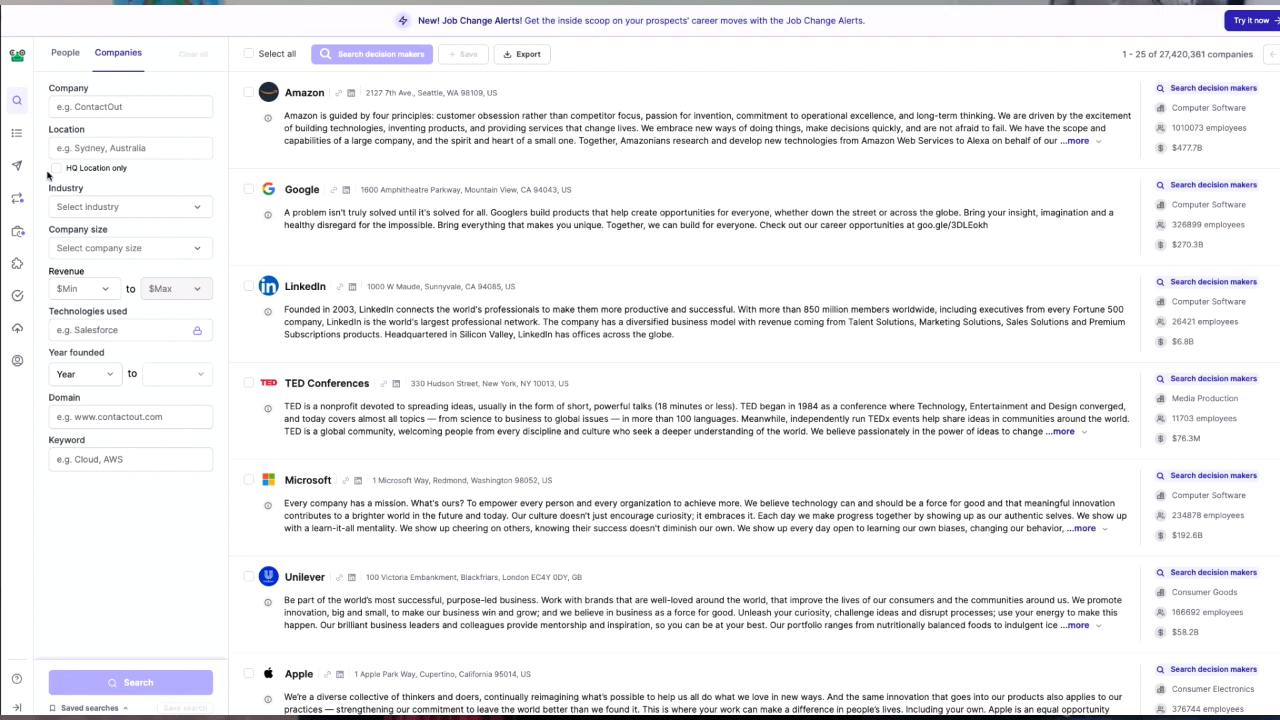 New! Job Change Alerts! Get the inside scoop on your prospects' career moves with the Job Change Alerts.
Try it now →
People
Companies
Clear all
Select all
Search decision makers
+ Save
Export
1 - 25 of 27,420,361 companies
Company
e.g. ContactOut
Location
e.g. Sydney, Australia
HQ Location only
Industry
Select industry
Company size
Select company size
Revenue
$Min
to
$Max
Technologies used
e.g. Salesforce
Year founded
Year
to
Domain
e.g. www.contactout.com
Keyword
e.g. Cloud, AWS
Search
Saved searches
Save search
Amazon
2127 7th Ave., Seattle, WA 98109, US
Amazon is guided by four principles: customer obsession rather than competitor focus, passion for invention, commitment to operational excellence, and long-term thinking. We are driven by the excitement
of building technologies, inventing products, and providing services that change lives. We embrace new ways of doing things, make decisions quickly, and are not afraid to fail. We have the scope and
capabilities of a large company, and the spirit and heart of a small one. Together, Amazonians research and develop new technologies from Amazon Web Services to Alexa on behalf of our ...more
Search decision makers
Computer Software
1010073 employees
$477.7B
Google
1600 Amphitheatre Parkway, Mountain View, CA 94043, US
A problem isn't truly solved until it's solved for all. Googlers build products that help create opportunities for everyone, whether down the street or across the globe. Bring your insight, imagination and a
healthy disregard for the impossible. Bring everything that makes you unique. Together, we can build for everyone. Check out our career opportunities at goo.gle/3DLEokh
Search decision makers
Computer Software
326899 employees
$270.3B
in
LinkedIn
1000 W Maude, Sunnyvale, CA 94085, US
Founded in 2003, LinkedIn connects the world's professionals to make them more productive and successful. With more than 850 million members worldwide, including executives from every Fortune 500
company, LinkedIn is the world's largest professional network. The company has a diversified business model with revenue coming from Talent Solutions, Marketing Solutions, Sales Solutions and Premium
Subscriptions products. Headquartered in Silicon Valley, LinkedIn has offices across the globe.
Search decision makers
Computer Software
26421 employees
$6.8B
TED
TED Conferences
330 Hudson Street, New York, NY 10013, US
TED is a nonprofit devoted to spreading ideas, usually in the form of short, powerful talks (18 minutes or less). TED began in 1984 as a conference where Technology, Entertainment and Design converged,
and today covers almost all topics — from science to business to global issues — in more than 100 languages. Meanwhile, independently run TEDx events help share ideas in communities around the world.
TED is a global community, welcoming people from every discipline and culture who seek a deeper understanding of the world. We believe passionately in the power of ideas to change ...more
Search decision makers
Media Production
11703 employees
$76.3M
Microsoft
1 Microsoft Way, Redmond, Washington 98052, US
Every company has a mission. What's ours? To empower every person and every organization to achieve more. We believe technology can and should be a force for good and that meaningful innovation
contributes to a brighter world in the future and today. Our culture doesn't just encourage curiosity; it embraces it. Each day we make progress together by showing up as our authentic selves. We show up
with a learn-it-all mentality. We show up cheering on others, knowing their success doesn't diminish our own. We show up every day open to learning our own biases, changing our behavior, ...more
Search decision makers
Computer Software
234878 employees
$192.6B
Unilever
100 Victoria Embankment, Blackfriars, London EC4Y 0DY, GB
Be part of the world's most successful, purpose-led business. Work with brands that are well-loved around the world, that improve the lives of our consumers and the communities around us. We promote
innovation, big and small, to make our business win and grow; and we believe in business as a force for good. Unleash your curiosity, challenge ideas and disrupt processes; use your energy to make this
happen. Our brilliant business leaders and colleagues provide mentorship and inspiration, so you can be at your best. Our portfolio ranges from nutritionally balanced foods to indulgent ice ...more
Search decision makers
Consumer Goods
166692 employees
$58.2B
Apple
1 Apple Park Way, Cupertino, California 95014, US
We're a diverse collective of thinkers and doers, continually reimagining what's possible to help us all do what we love in new ways. And the same innovation that goes into our products also applies to our
practices — strengthening our commitment to leave the world better than we found it. This is where your work can make a difference in people's lives. Including your own. Apple is an equal opportunity
Search decision makers
Consumer Electronics
376744 employees